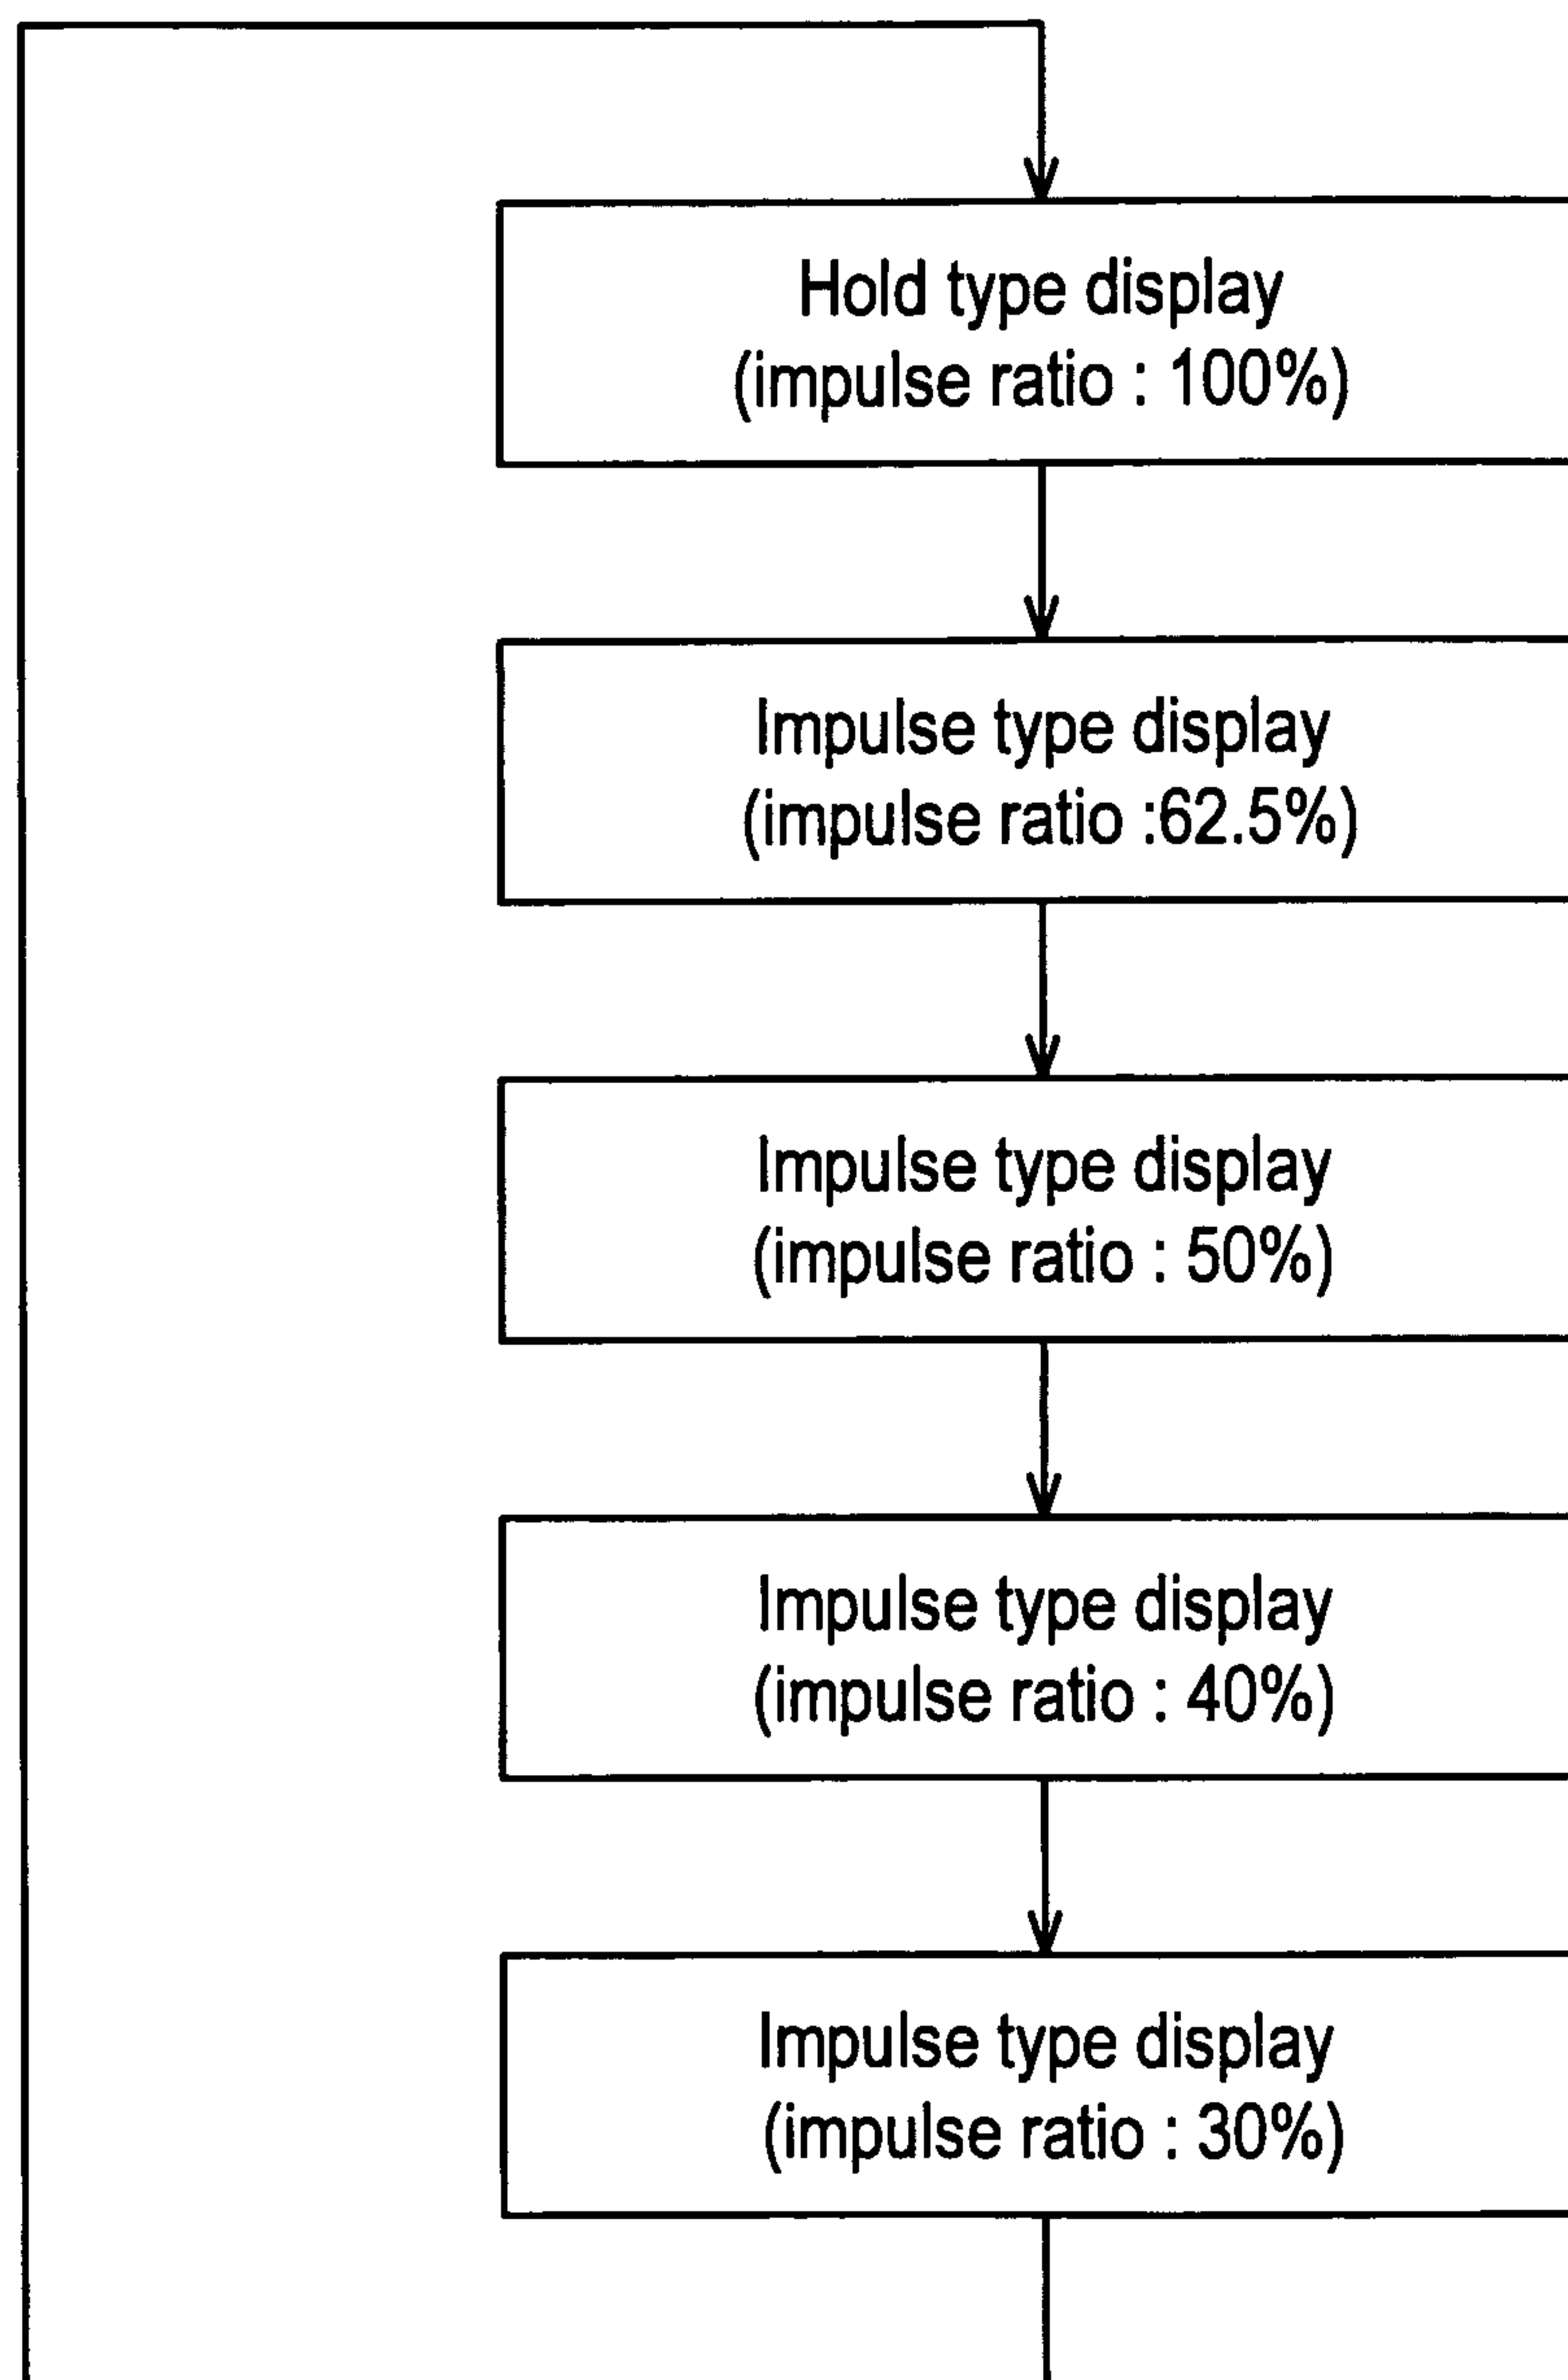 Hold type display
(impulse ratio : 100%)
Impulse type display
(impulse ratio :62.5%)
Impulse type display
(impulse ratio : 50%)
Impulse type display
(impulse ratio : 40%)
Impulse type display
(impulse ratio : 30%)